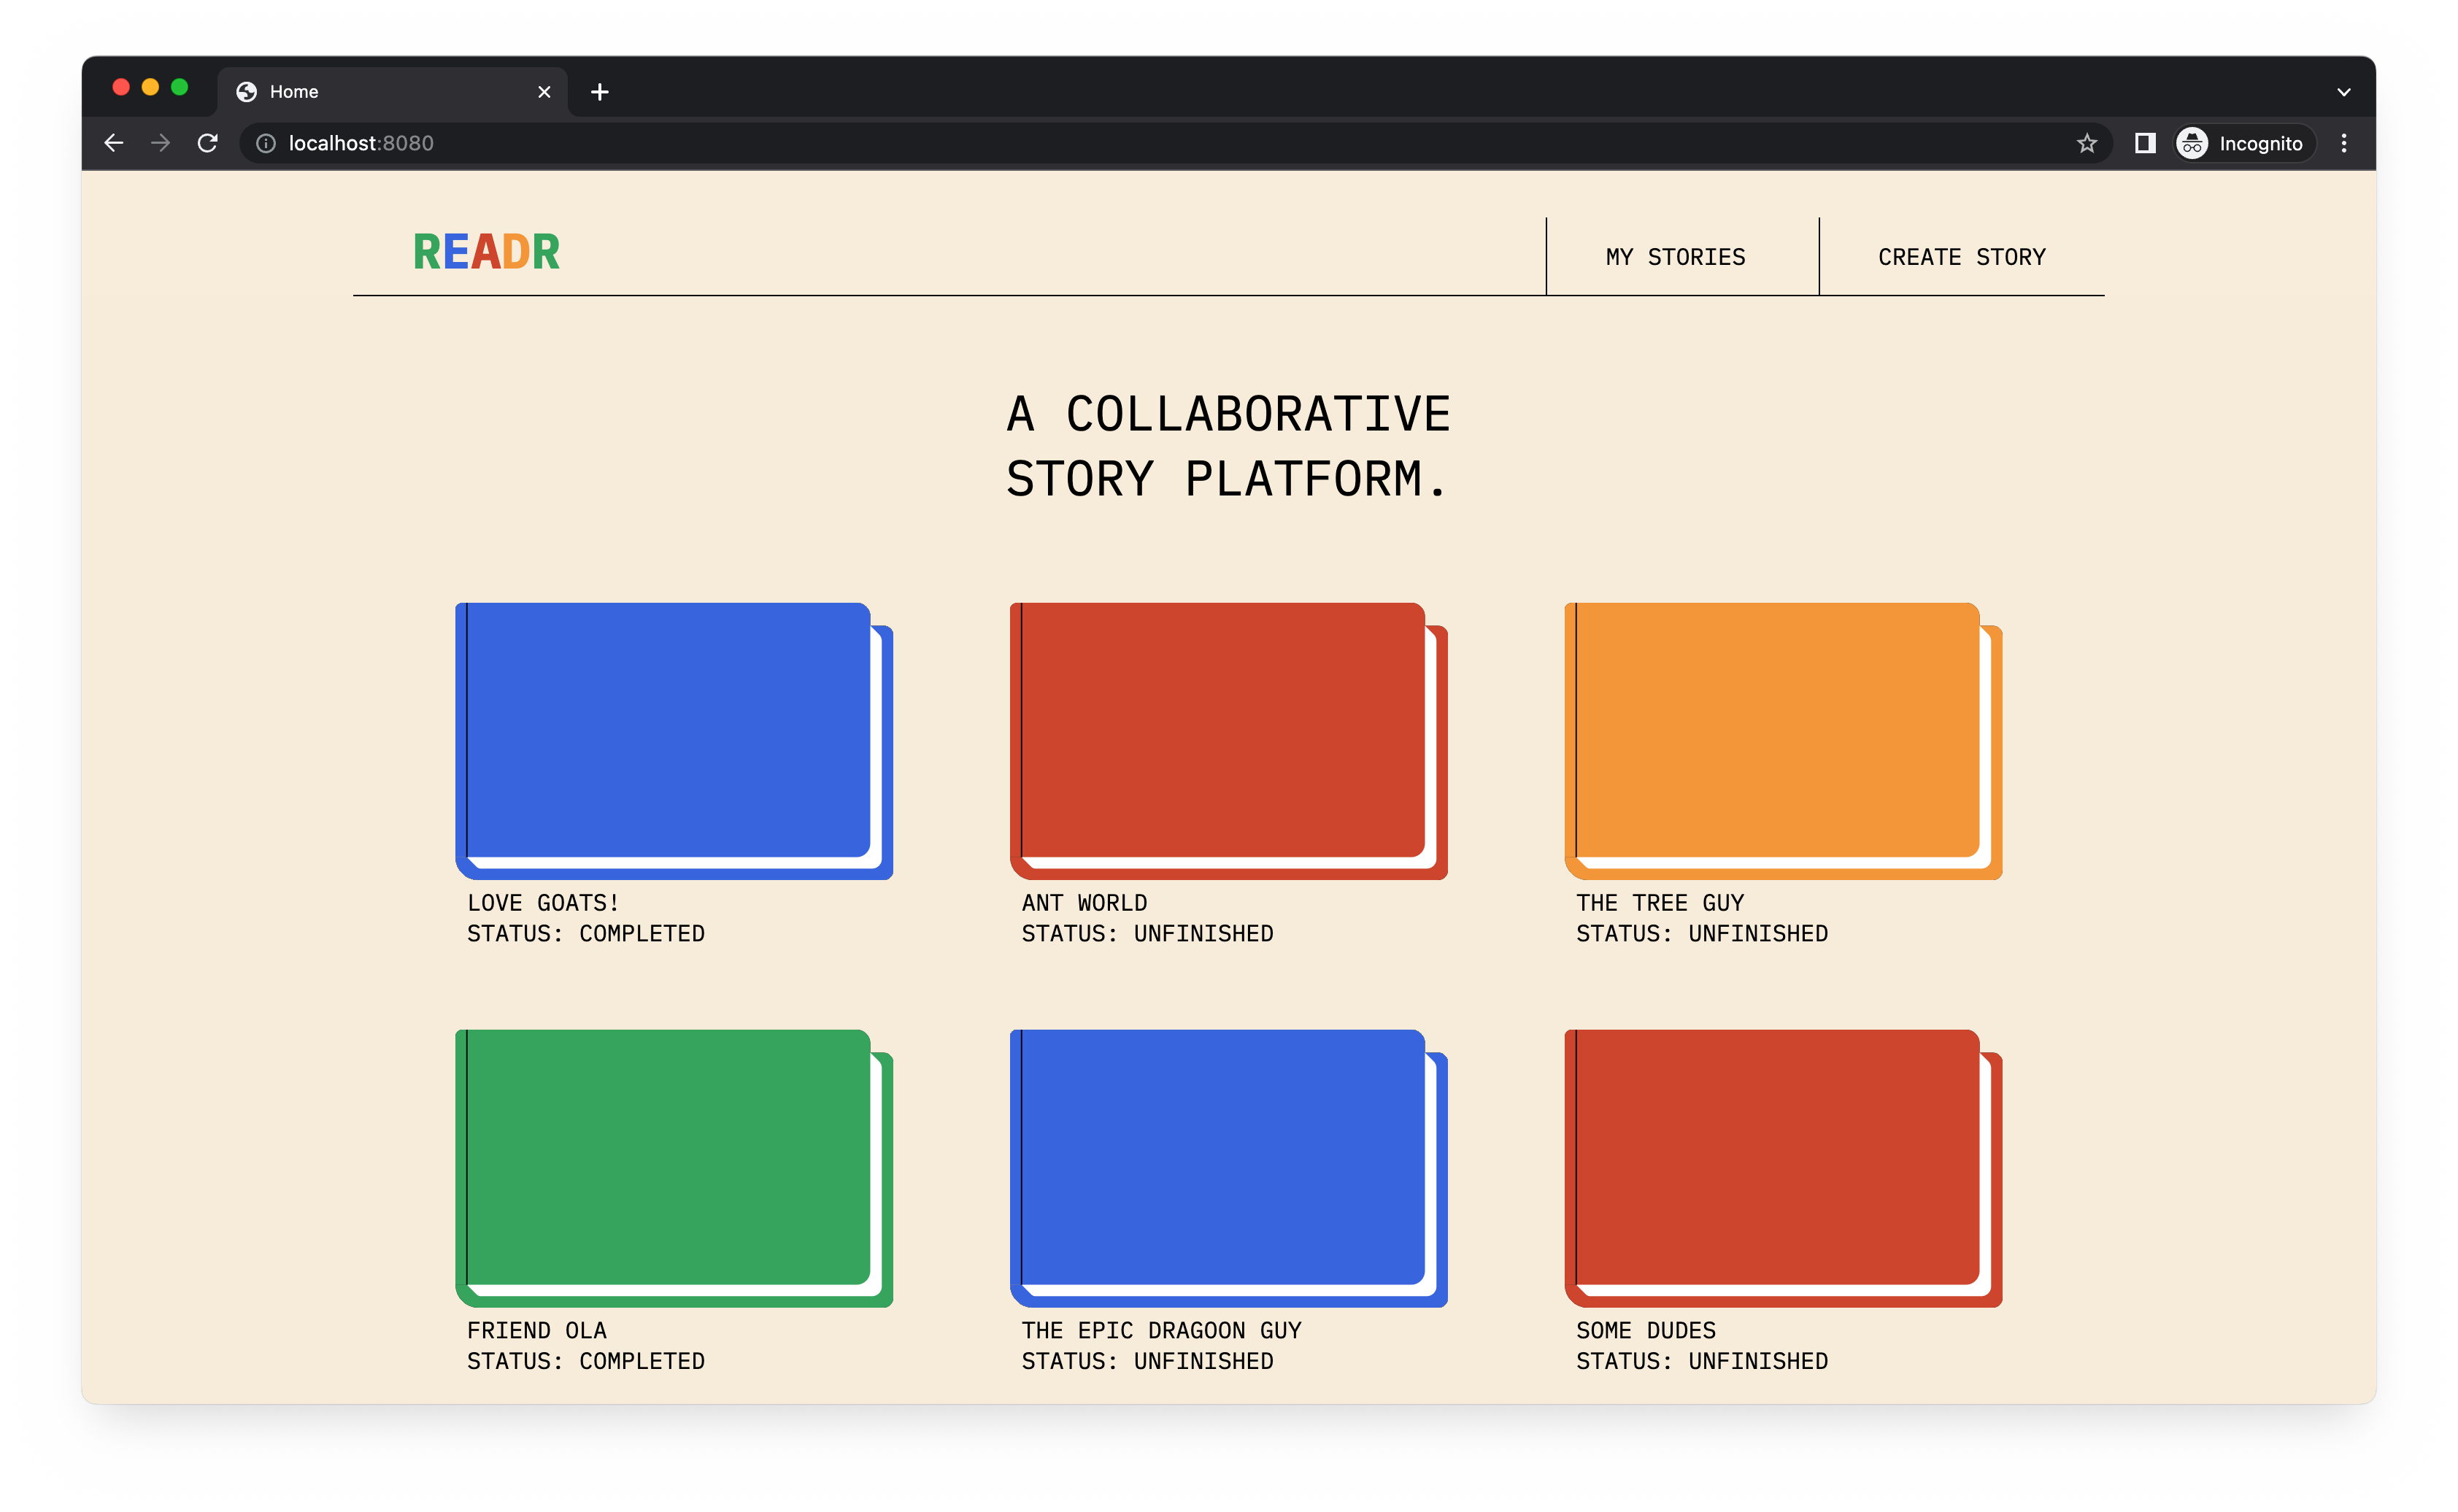 Home
localhost:8080
Incognito
READR
MY STORIES
CREATE STORY
A COLLABORATIVE
STORY PLATFORM.
LOVE GOATS!
STATUS: COMPLETED
ANT WORLD
STATUS: UNFINISHED
THE TREE GUY
STATUS: UNFINISHED
FRIEND OLA
STATUS: COMPLETED
THE EPIC DRAGOON GUY
STATUS: UNFINISHED
SOME DUDES
STATUS: UNFINISHED